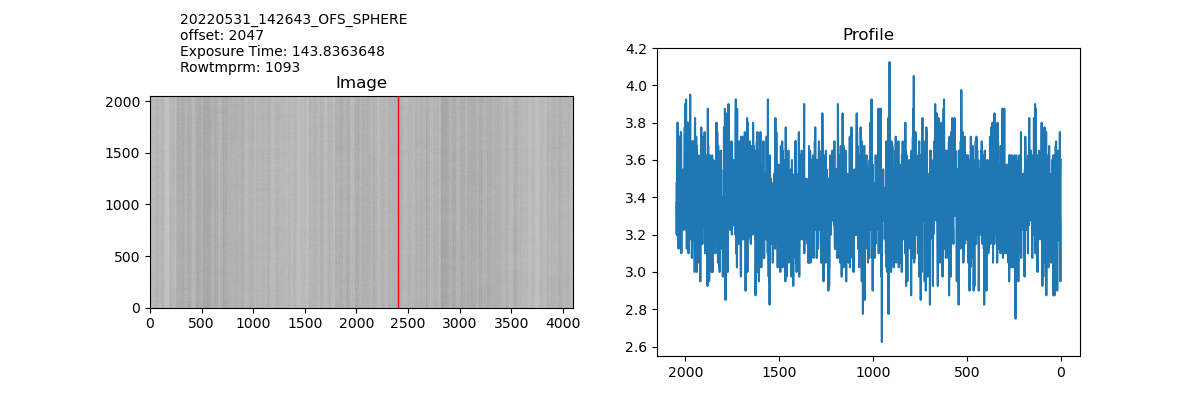 20220531_142643_OFS_SPHERE
offset: 2047
Exposure Time: 143.8363648
Rowtmprm: 1093
Image
2000
1500
1000
500
0
0 500 1000 1500 2000 2500 3000 3500 4000
Profile
4.2
4.0
3.8
3.6
3.4
3.2
3.0
2.8
2.6
2000 1500 1000 500 0